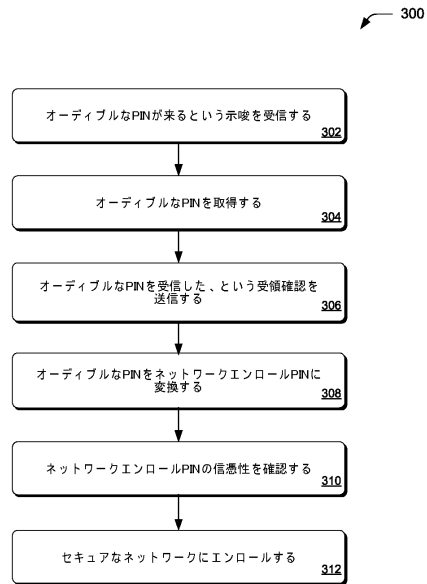 300
オーディブルなPINが来るという示唆を受信する
302
オーディブルなPINを取得する
304
オーディブルなPINを受信した、という受領確認を
送信する
306
オーディブルなPINをネットワークエンロールPINに
変換する
308
ネットワークエンロールPINの信憑性を確認する
310
セキュアなネットワークにエンロールする
312